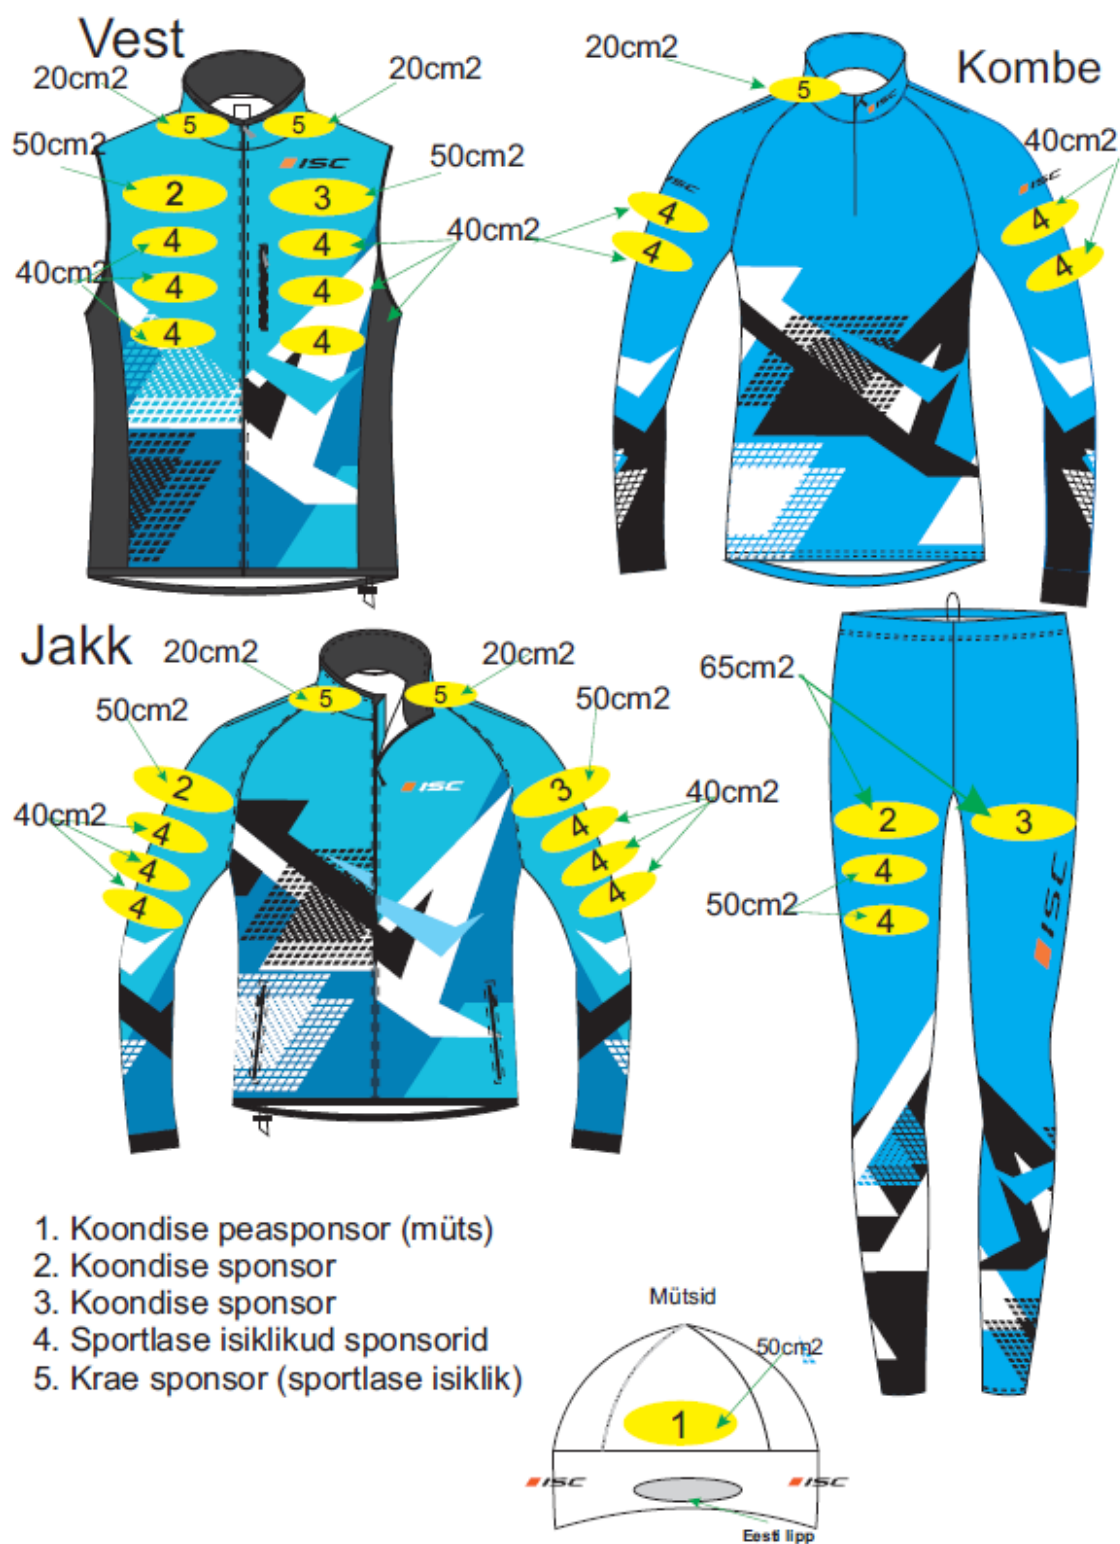 Vest
20cm2
20cm2
5
5
50cm2
50cm2
ISC
2
3
4
4
40cm2
40cm2
4
4
4
4
20cm2
Kombe
5
ISC
40cm2
ISC
ISC
4
4
4
4
Jakk
20cm2
20cm2
5
5
50cm2
50cm2
2
3
ISC
40cm2
40cm2
4
4
4
4
4
4
65cm2
2
3
4
50cm2
4
ISC
1. Koondise peasponsor (müts)
2. Koondise sponsor
3. Koondise sponsor
4. Sportlase isiklikud sponsorid
5. Krae sponsor (sportlase isiklik)
Mütsid
50cm2
1
ISC
ISC
Eesti lipp